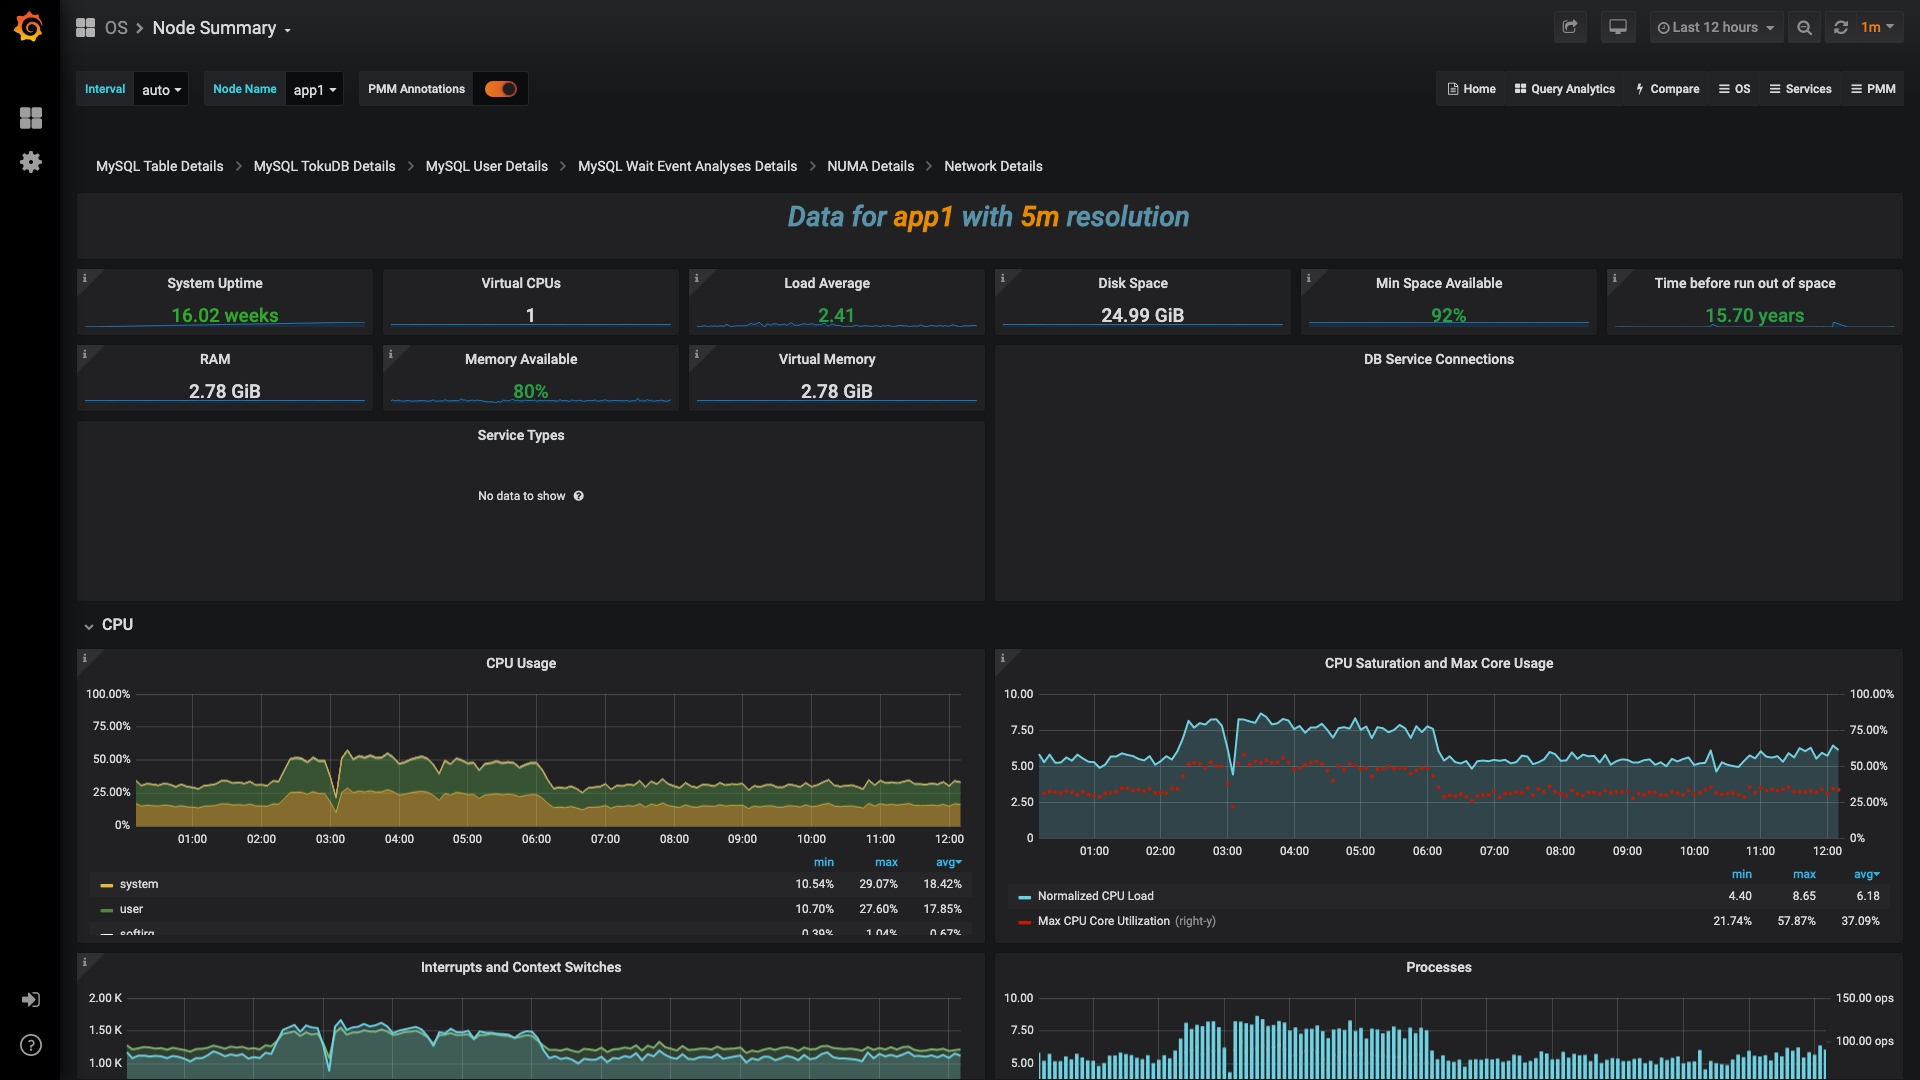 OS > Node Summary
Last 12 hours
1m
Interval auto
Node Name app1
PMM Annotations
Home
Query Analytics
Compare
OS
Services
PMM
MySQL Table Details > MySQL TokuDB Details > MySQL User Details > MySQL Wait Event Analyses Details > NUMA Details > Network Details
Data for app1 with 5m resolution
System Uptime
16.02 weeks
Virtual CPUs
1
Load Average
2.41
Disk Space
24.99 GiB
Min Space Available
92%
Time before run out of space
15.70 years
RAM
2.78 GiB
Memory Available
80%
Virtual Memory
2.78 GiB
DB Service Connections
Service Types
No data to show
CPU
CPU Usage
100.00%
75.00%
50.00%
25.00%
0%
01:00 02:00 03:00 04:00 05:00 06:00 07:00 08:00 09:00 10:00 11:00 12:00
min max avg
system 10.54% 29.07% 18.42%
user 10.70% 27.60% 17.85%
softirq 0.39% 1.04% 0.67%
CPU Saturation and Max Core Usage
10.00 100.00%
7.50 75.00%
5.00 50.00%
2.50 25.00%
0 0%
01:00 02:00 03:00 04:00 05:00 06:00 07:00 08:00 09:00 10:00 11:00 12:00
min max avg
Normalized CPU Load 4.40 8.65 6.18
Max CPU Core Utilization (right-y) 21.74% 57.87% 37.09%
Interrupts and Context Switches
2.00 K
1.50 K
1.00 K
Processes
10.00 150.00 ops
7.50
100.00 ops
5.00